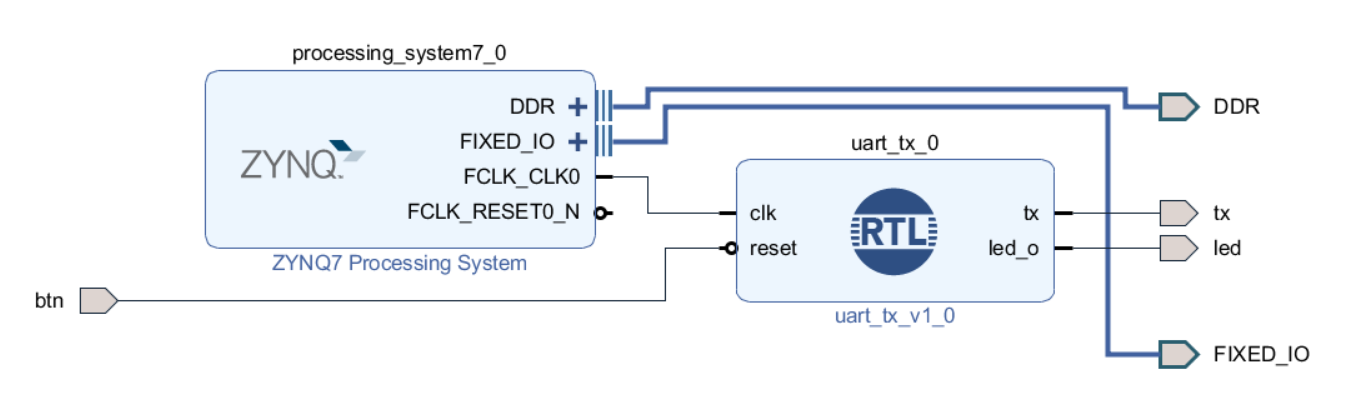 processing_system7_0
DDR
FIXED_IO
FCLK_CLK0
FCLK_RESET0_N
ZYNQ
ZYNQ7 Processing System
btn
uart_tx_0
clk
reset
RTL
tx
led_o
uart_tx_v1_0
DDR
tx
led
FIXED_IO